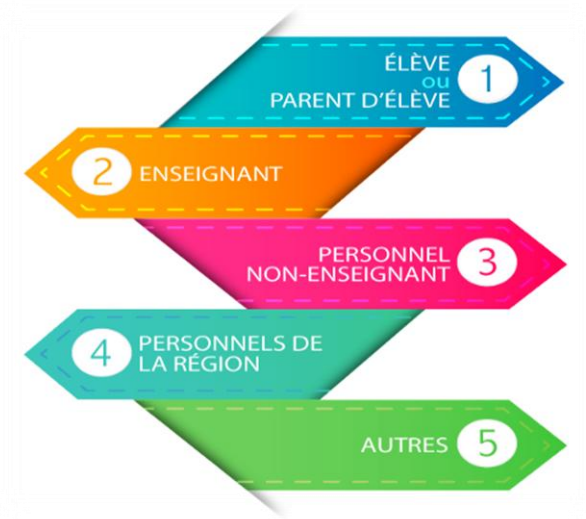 ÉLÈVE
ou
PARENT D'ÉLÈVE
1
2
ENSEIGNANT
PERSONNEL
NON-ENSEIGNANT
3
4
PERSONNELS DE
LA RÉGION
AUTRES
5